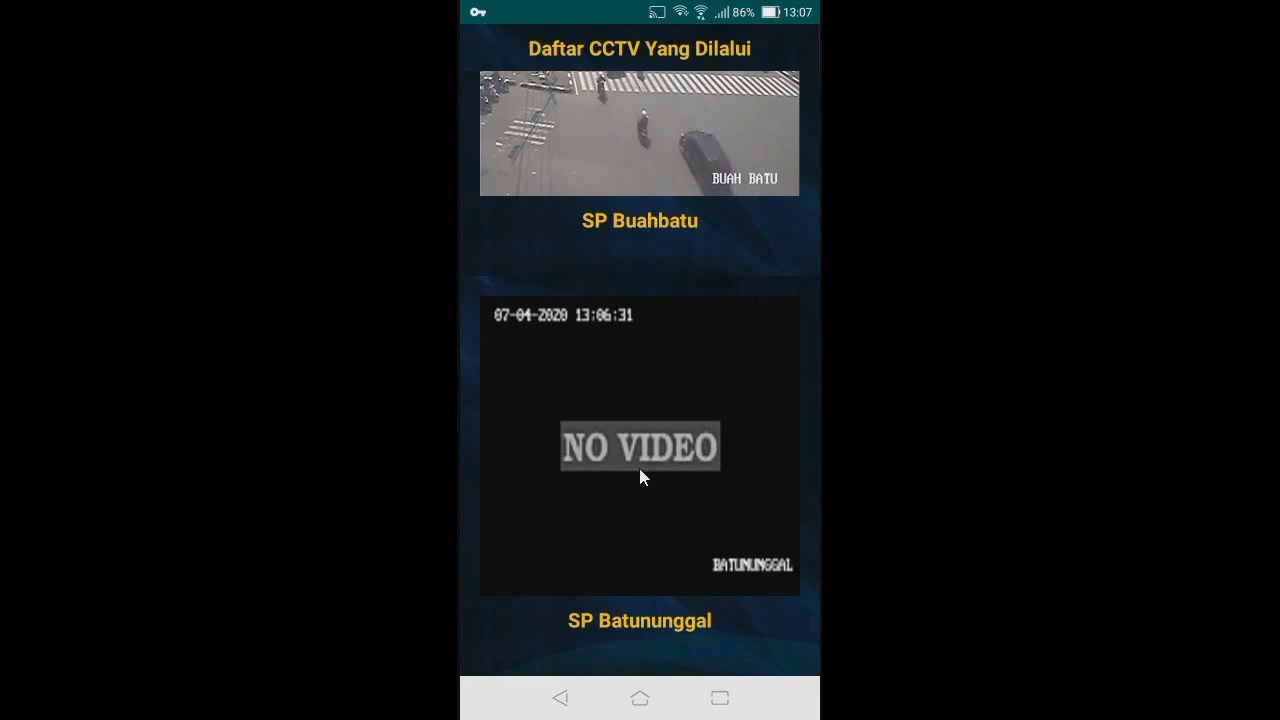 86% 13:07
Daftar CCTV Yang Dilalui
BUAH BATU
SP Buahbatu
07-04-2020 13:06:31
NO VIDEO
BATUNUNGGAL
SP Batununggal